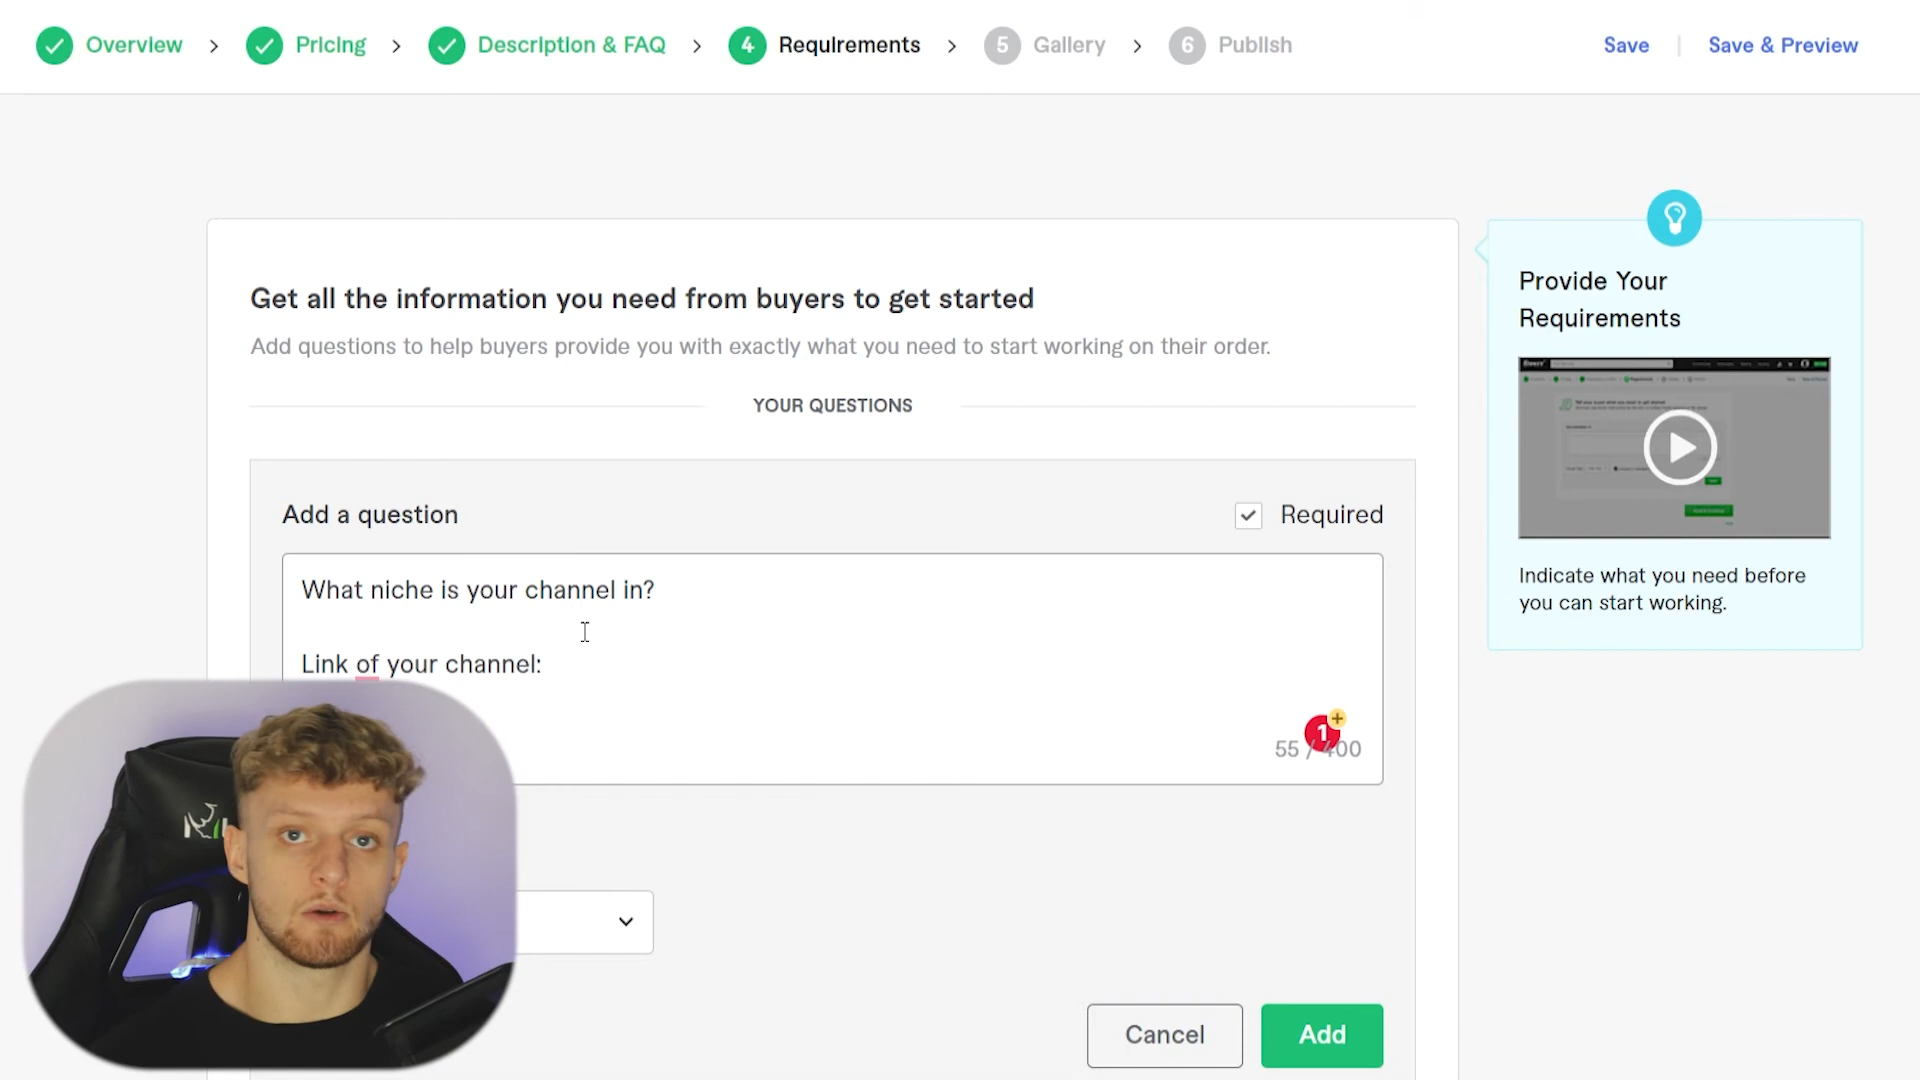 Overview
Pricing
Description & FAQ
4 Requirements
5 Gallery
6 Publish
Save
Save & Preview
Get all the information you need from buyers to get started
Add questions to help buyers provide you with exactly what you need to start working on their order.
YOUR QUESTIONS
Add a question
Required
What niche is your channel in?
Link of your channel:
1
55 / 400
Cancel
Add
Provide Your
Requirements
Indicate what you need before
you can start working.